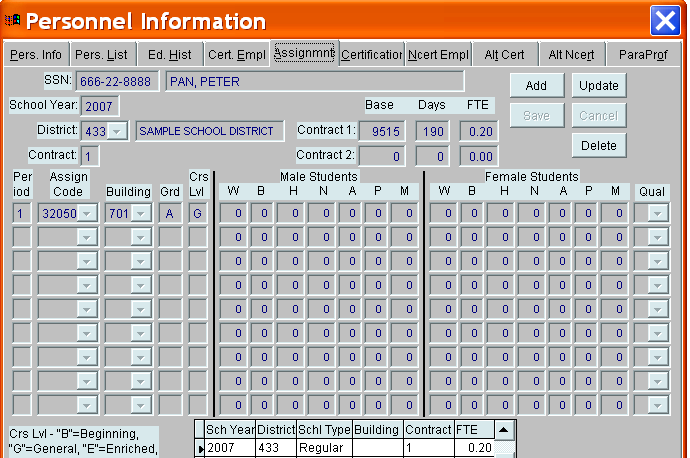 Personnel Information
Pers. Info Pers. List Ed. Hist Cert. Empl Assignmnt Certification Ncert Empl Alt Cert Alt Ncert ParaProf
SSN: 666-22-8888 PAN, PETER Add Update
School Year: 2007 Base Days FTE Save Cancel
District: 433 SAMPLE SCHOOL DISTRICT Contract 1: 9515 190 0.20 Delete
Contract: 1 Contract 2: 0 0 0.00
Per Assign Crs Male Students Female Students
iod Code Building Grd Lvl W B H N A P M W B H N A P M Qual
1 32050 701 A G 0 0 0 0 0 0 0 0 0 0 0 0 0 0
0 0 0 0 0 0 0 0 0 0 0 0 0 0
0 0 0 0 0 0 0 0 0 0 0 0 0 0
0 0 0 0 0 0 0 0 0 0 0 0 0 0
0 0 0 0 0 0 0 0 0 0 0 0 0 0
0 0 0 0 0 0 0 0 0 0 0 0 0 0
0 0 0 0 0 0 0 0 0 0 0 0 0 0
0 0 0 0 0 0 0 0 0 0 0 0 0 0
0 0 0 0 0 0 0 0 0 0 0 0 0 0
Crs Lvl - "B"=Beginning, Sch Year District Schl Type Building Contract FTE
"G"=General, "E"=Enriched, 2007 433 Regular 1 0.20